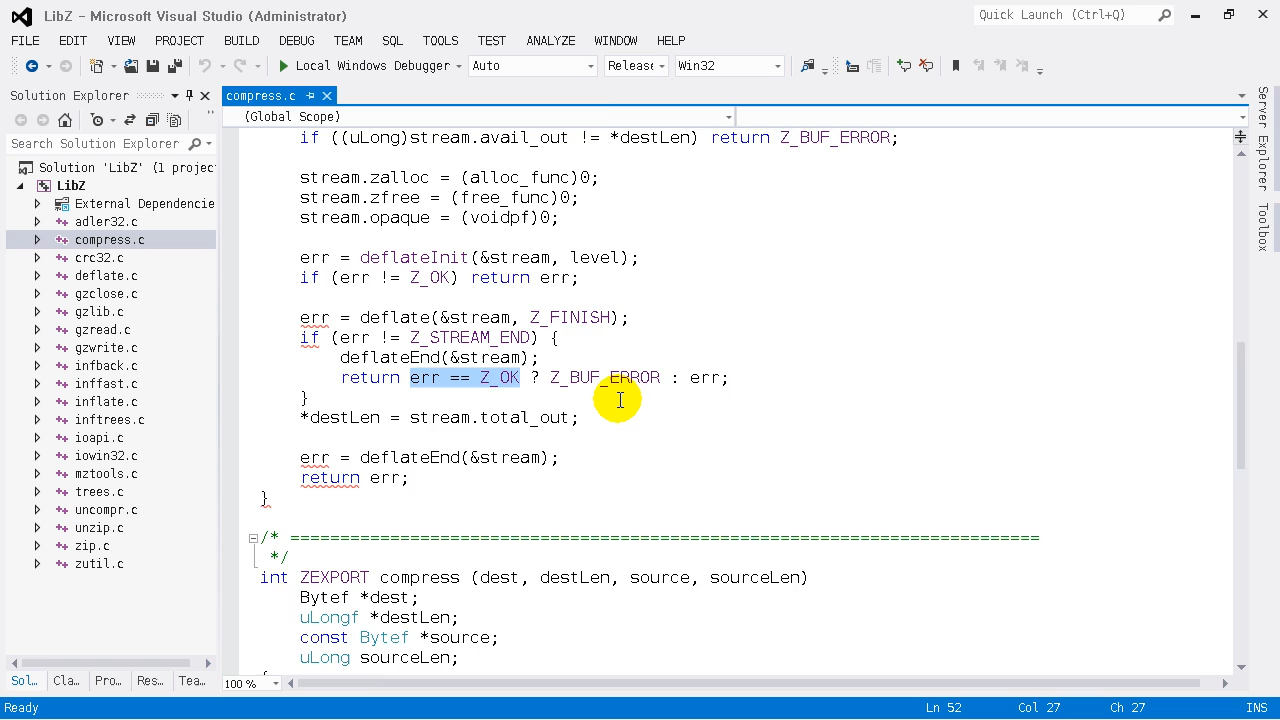 LibZ - Microsoft Visual Studio (Administrator)
Quick Launch (Ctrl+Q)
FILE EDIT VIEW PROJECT BUILD DEBUG TEAM SQL TOOLS TEST ANALYZE WINDOW HELP
Local Windows Debugger Auto Release Win32
Solution Explorer
Search Solution Explorer
Solution 'LibZ' (1 projec
LibZ
External Dependencie
adler32.c
compress.c
crc32.c
deflate.c
gzclose.c
gzlib.c
gzread.c
gzwrite.c
infback.c
inffast.c
inflate.c
inftrees.c
ioapi.c
iowin32.c
mztools.c
trees.c
uncompr.c
unzip.c
zip.c
zutil.c
Sol... Cla... Pro... Res... Tea...
compress.c
(Global Scope)
if ((uLong)stream.avail_out != *destLen) return Z_BUF_ERROR;
stream.zalloc = (alloc_func)0;
stream.zfree = (free_func)0;
stream.opaque = (voidpf)0;
err = deflateInit(&stream, level);
if (err != Z_OK) return err;
err = deflate(&stream, Z_FINISH);
if (err != Z_STREAM_END) {
deflateEnd(&stream);
return err == Z_OK ? Z_BUF_ERROR : err;
}
*destLen = stream.total_out;
err = deflateEnd(&stream);
return err;
}
/* ===========================================================================
*/
int ZEXPORT compress (dest, destLen, source, sourceLen)
Bytef *dest;
uLongf *destLen;
const Bytef *source;
uLong sourceLen;
{
100 %
Server Explorer
Toolbox
Ready Ln 52 Col 27 Ch 27 INS